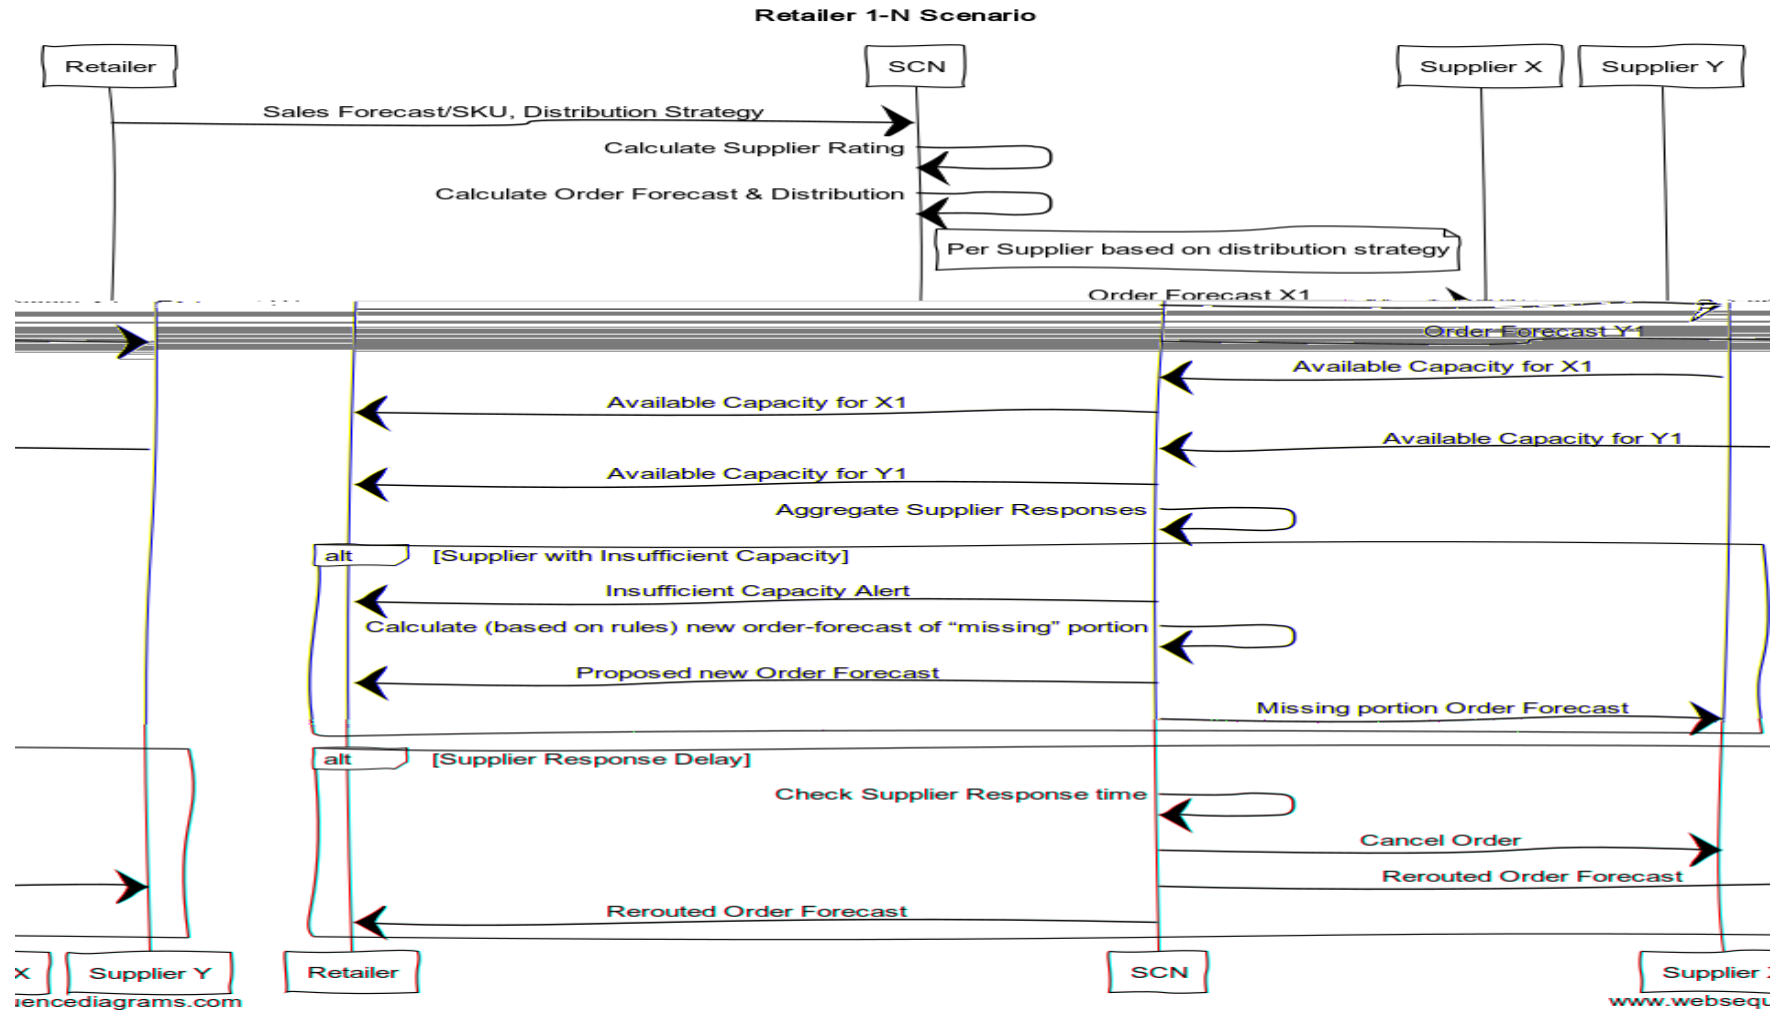 Retailer 1-N Scenario
Retailer
SCN
Supplier X
Supplier Y
Sales Forecast/SKU, Distribution Strategy
Calculate Supplier Rating
Calculate Order Forecast & Distribution
Per Supplier based on distribution strategy
Order Forecast X1
Order Forecast Y1
Available Capacity for X1
Available Capacity for X1
Available Capacity for Y1
Available Capacity for Y1
Aggregate Supplier Responses
alt [Supplier with Insufficient Capacity]
Insufficient Capacity Alert
Calculate (based on rules) new order-forecast of “missing” portion
Proposed new Order Forecast
Missing portion Order Forecast
alt [Supplier Response Delay]
Check Supplier Response time
Cancel Order
Rerouted Order Forecast
Rerouted Order Forecast
X
Supplier Y
Retailer
SCN
Supplier
uencediagrams.com
www.websequ